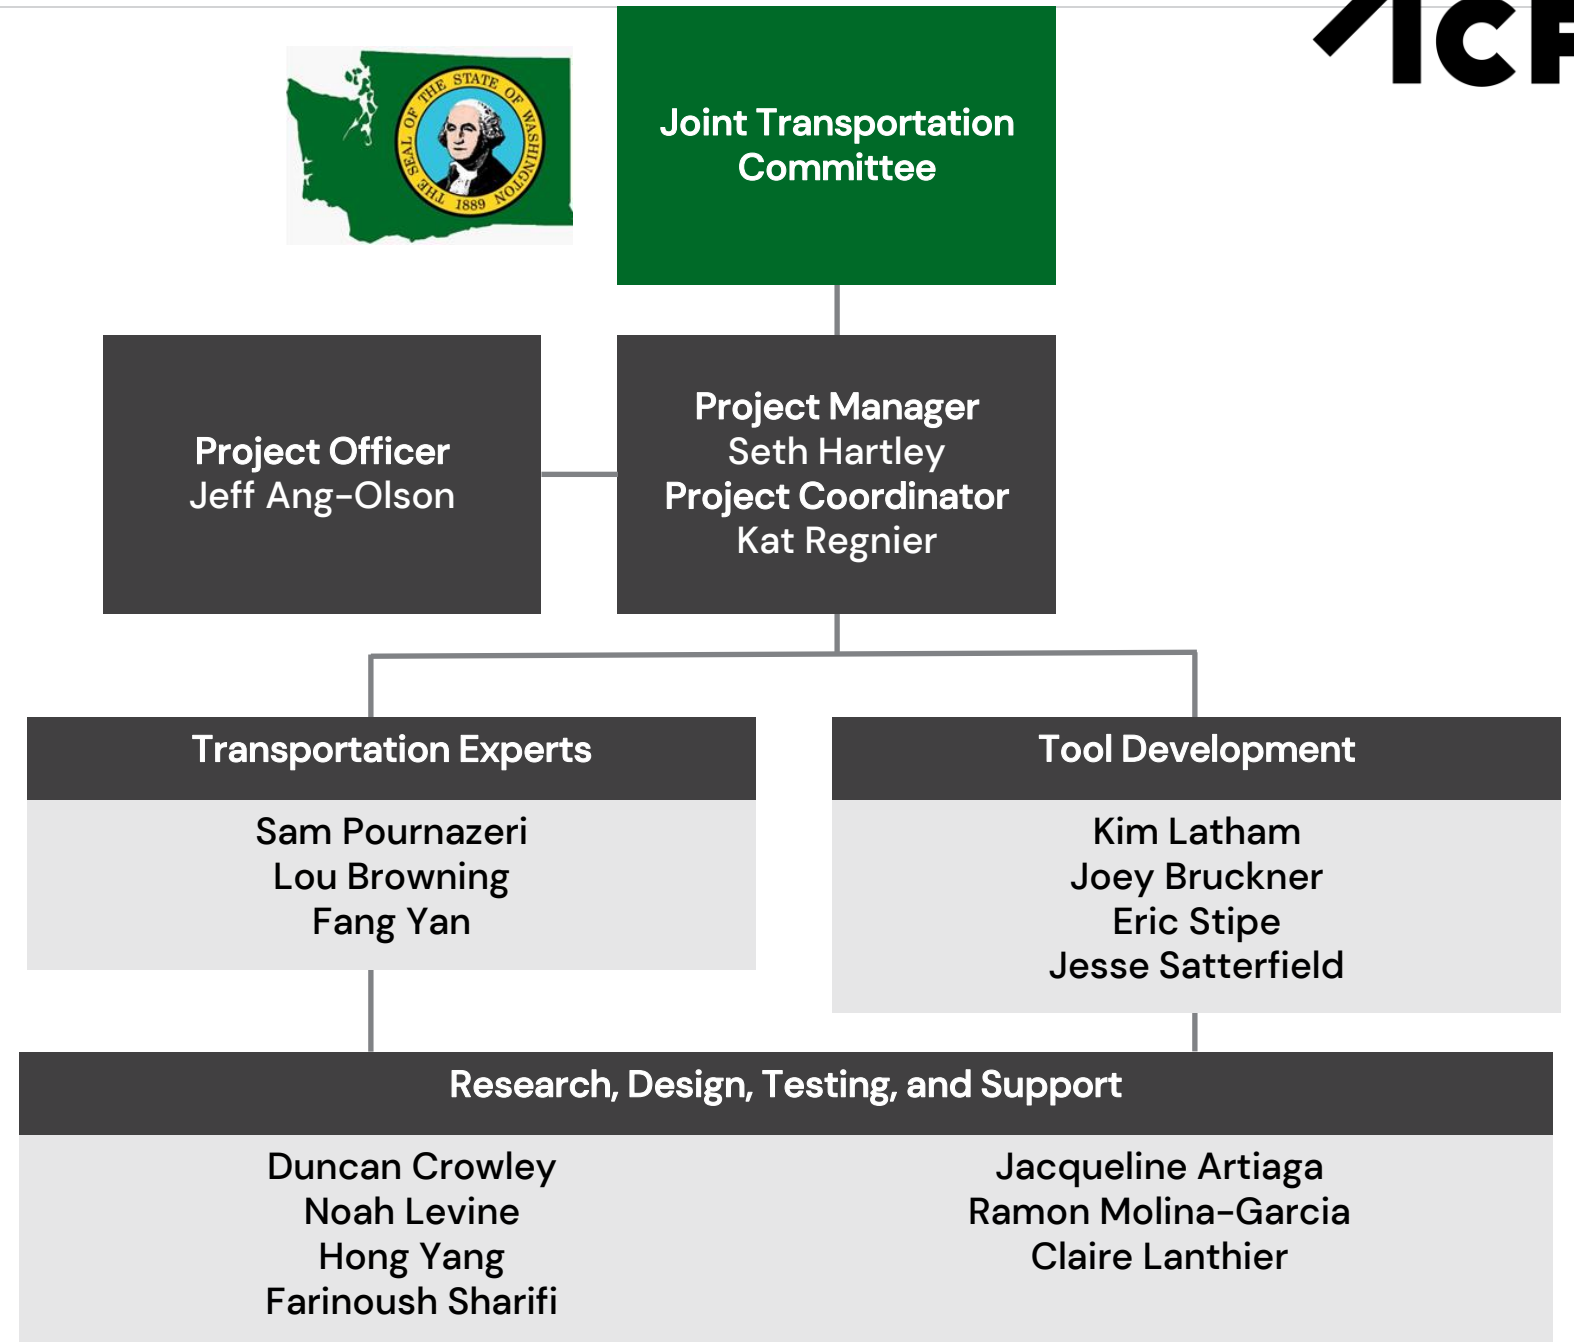 ICF
THE SEAL OF THE STATE OF WASHINGTON
1889
Joint Transportation
Committee
Project Officer
Jeff Ang-Olson
Project Manager
Seth Hartley
Project Coordinator
Kat Regnier
Transportation Experts
Sam Pournazeri
Lou Browning
Fang Yan
Tool Development
Kim Latham
Joey Bruckner
Eric Stipe
Jesse Satterfield
Research, Design, Testing, and Support
Duncan Crowley
Noah Levine
Hong Yang
Farinoush Sharifi
Jacqueline Artiaga
Ramon Molina-Garcia
Claire Lanthier